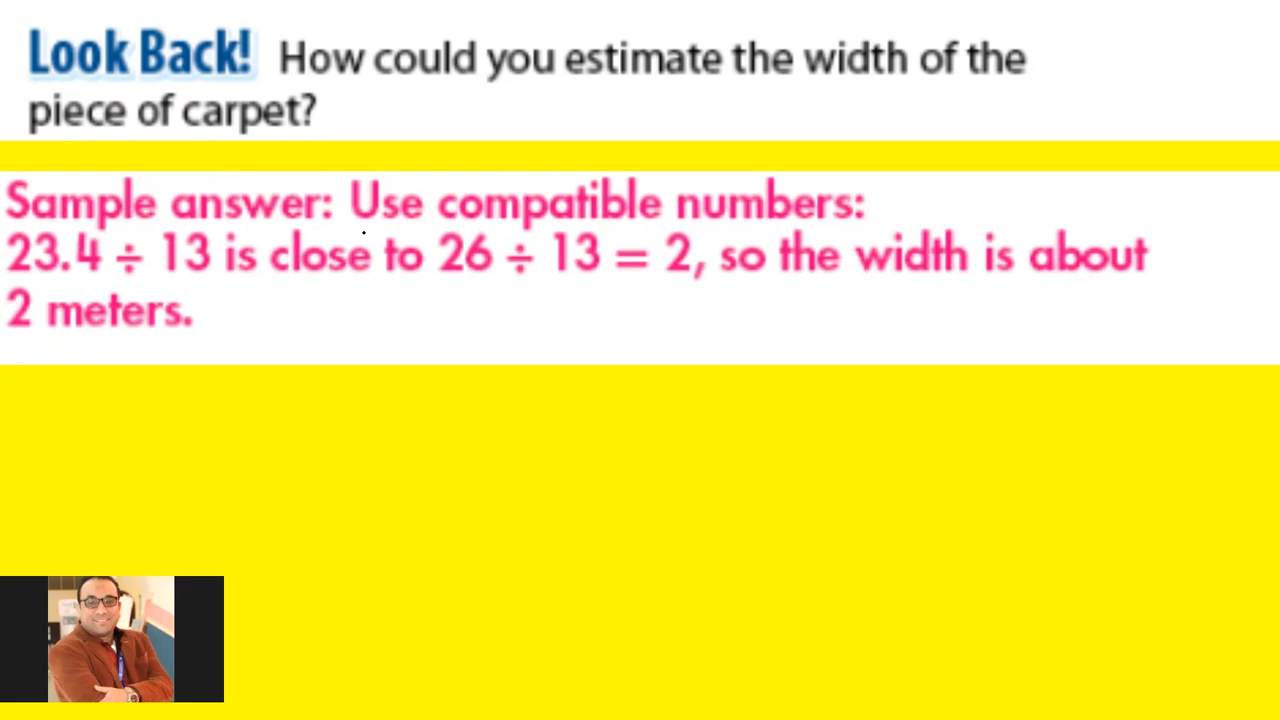 Look Back! How could you estimate the width of the
piece of carpet?
Sample answer: Use compatible numbers:
23.4 ÷ 13 is close to 26 ÷ 13 = 2, so the width is about
2 meters.